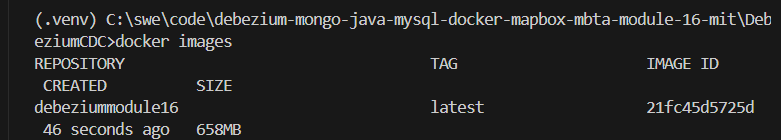 (.venv) C:\swe\code\debezium-mongo-java-mysql-docker-mapbox-mbta-module-16-mit\Deb
eziumCDC>docker images
REPOSITORY TAG IMAGE ID
CREATED SIZE
debeziummodule16 latest 21fc45d5725d
46 seconds ago 658MB